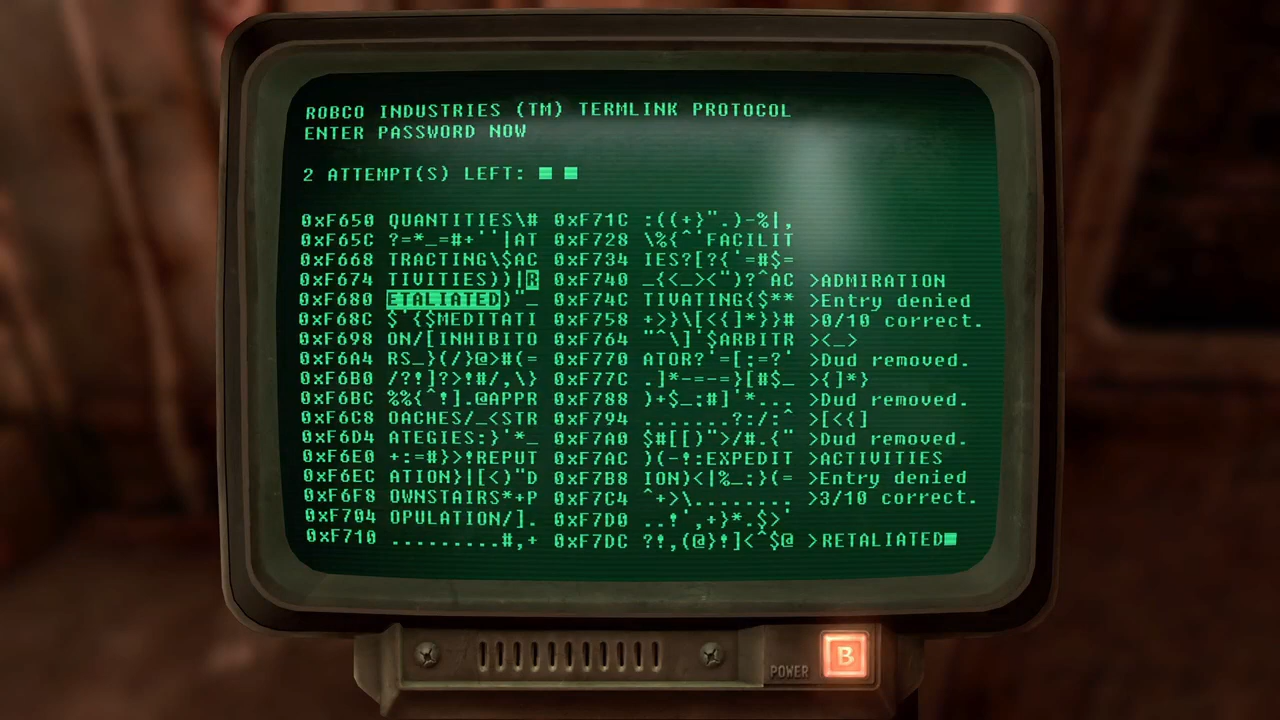 ROBCO INDUSTRIES (TM) TERMLINK PROTOCOL
ENTER PASSWORD NOW
2 ATTEMPT(S) LEFT: ■ ■
0xF650 QUANTITIES\#
0xF65C ?=*_=#+''|AT
0xF668 TRACTING\$AC
0xF674 TIVITIES))|R
0xF680 ETALIATED)"_
0xF68C $'{$MEDITATI
0xF698 ON/[INHIBITO
0xF6A4 RS_}(/}@>#(=
0xF6B0 /?!]?>!#/,\}
0xF6BC %%{^!].@APPR
0xF6C8 OACHES/_<STR
0xF6D4 ATEGIES:}'*_
0xF6E0 +:=#}>!REPUT
0xF6EC ATION}|[<)"D
0xF6F8 OWNSTAIRS*+P
0xF704 OPULATION/].
0xF710 .........#,+
0xF71C :((+}".)-%|,
0xF728 \%{^'FACILIT
0xF734 IES?[?{'=#$=
0xF740 _{<_><")?^AC
0xF74C TIVATING{$**
0xF758 +>}\[<{]*}}#
0xF764 "^\]'$ARBITR
0xF770 ATOR?'=[;=?'
0xF77C .]*-=-=}[#$_
0xF788 )+$_;#]'*...
0xF794 .......?:/:^
0xF7A0 $#[[)">/#.{"
0xF7AC )(-!:EXPEDIT
0xF7B8 ION)<|%_;}(=
0xF7C4 ^+>\........
0xF7D0 ..!',+}*.$>'
0xF7DC ?!,(@}!]<^$@
>ADMIRATION
>Entry denied
>0/10 correct.
><_>
>Dud removed.
>{]*}
>Dud removed.
>[<{]
>Dud removed.
>ACTIVITIES
>Entry denied
>3/10 correct.
>RETALIATED■
POWER
B